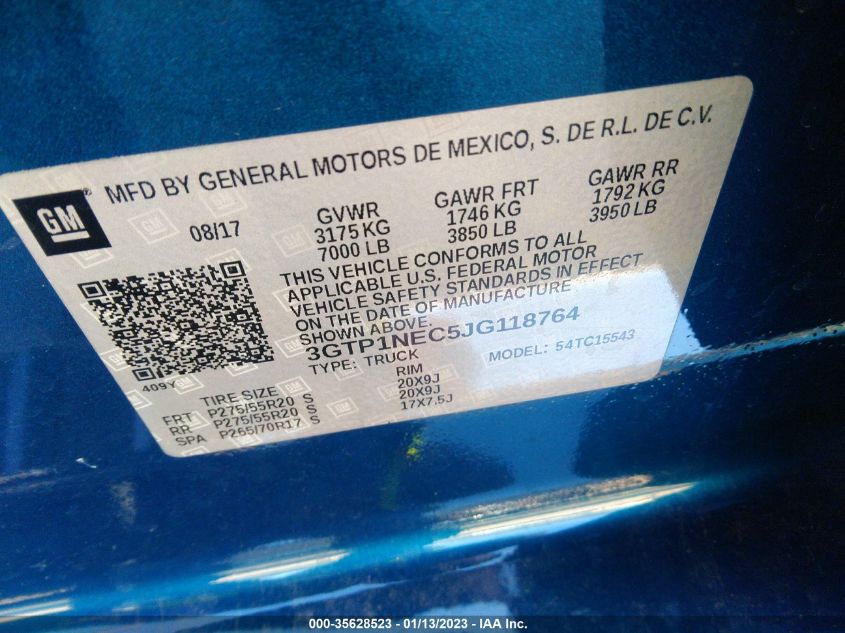 GM®
MFD BY GENERAL MOTORS DE MEXICO, S. DE R.L. DE C.V.
08/17
GVWR GAWR FRT GAWR RR
3175 KG 1746 KG 1792 KG
7000 LB 3850 LB 3950 LB
THIS VEHICLE CONFORMS TO ALL
APPLICABLE U.S. FEDERAL MOTOR
VEHICLE SAFETY STANDARDS IN EFFECT
ON THE DATE OF MANUFACTURE
SHOWN ABOVE.
3GTP1NEC5JG118764
TYPE: TRUCK MODEL: 54TC15543
409Y
TIRE SIZE RIM
FRT P275/55R20 S 20X9J
RR P275/55R20 S 20X9J
SPA P265/70R17 S 17X7.5J
000-35628523 - 01/13/2023 - IAA Inc.